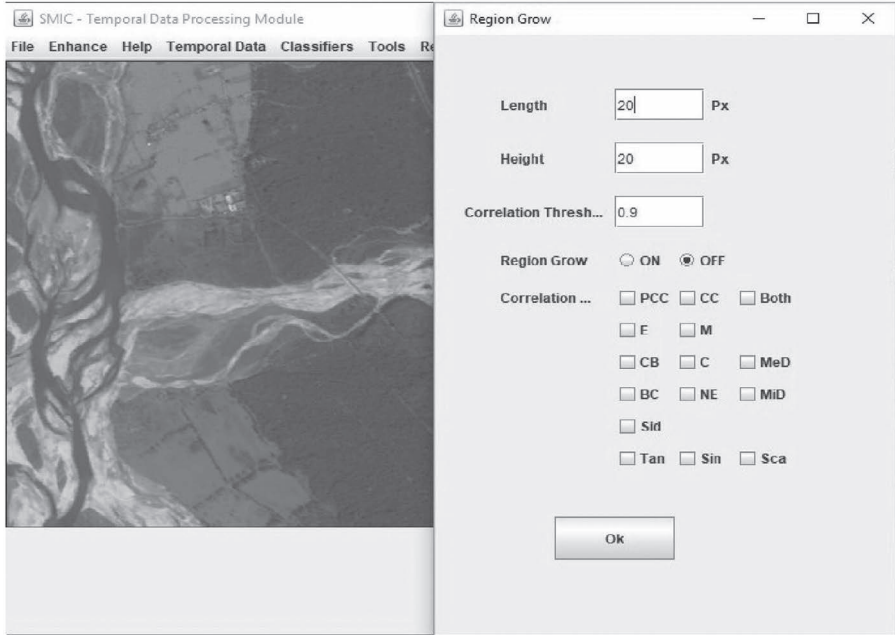 SMIC - Temporal Data Processing Module
File Enhance Help Temporal Data Classifiers Tools Re
Region Grow
Length 20 Px
Height 20 Px
Correlation Thresh... 0.9
Region Grow ON OFF
Correlation ... PCC CC Both
E M
CB C MeD
BC NE MiD
Sid
Tan Sin Sca
Ok